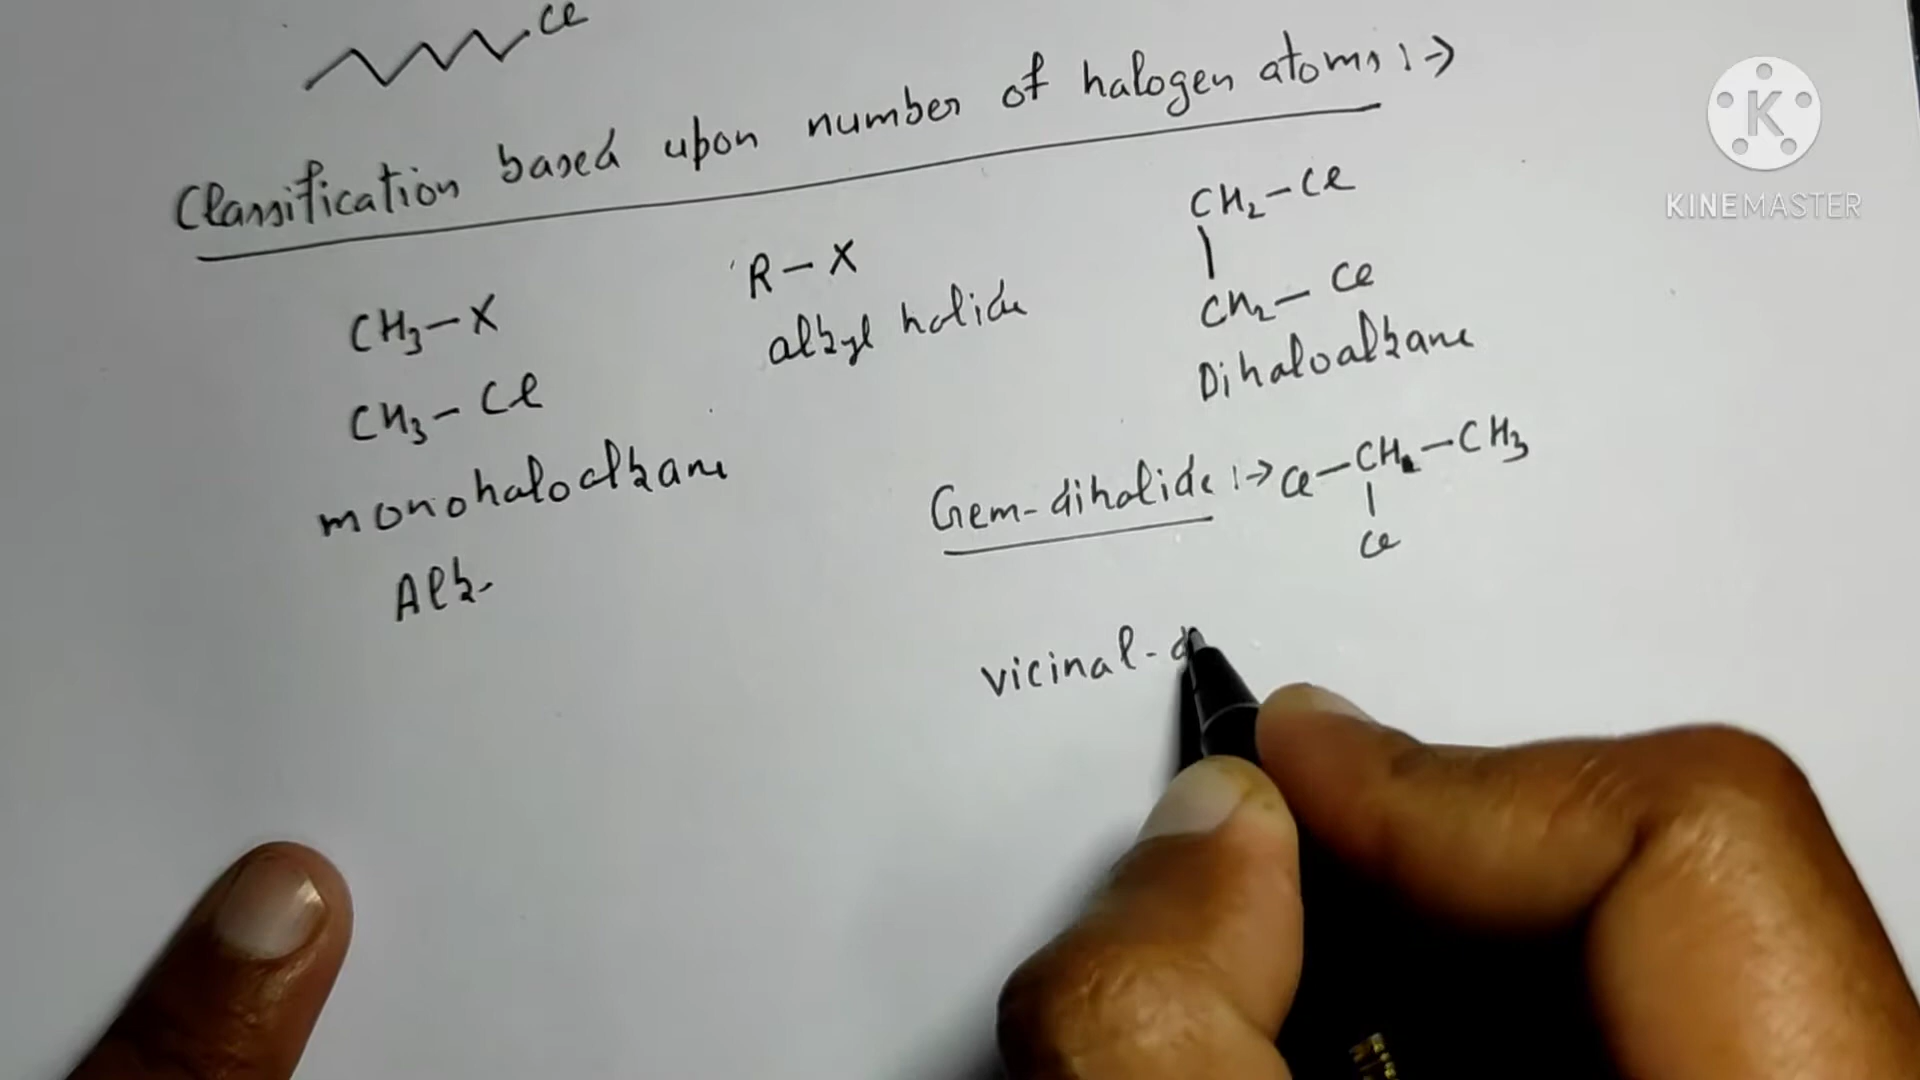 Cl
Classification based upon number of halogen atoms :→
CH3–X
CH3–Cl
monohaloalkane
Alk-
R–X
alkyl halide
CH2–Cl
|
CH2–Cl
Dihaloalkane
Gem-dihalide :→ Cl–CH–CH3
|
Cl
vicinal-d
K
KINEMASTER